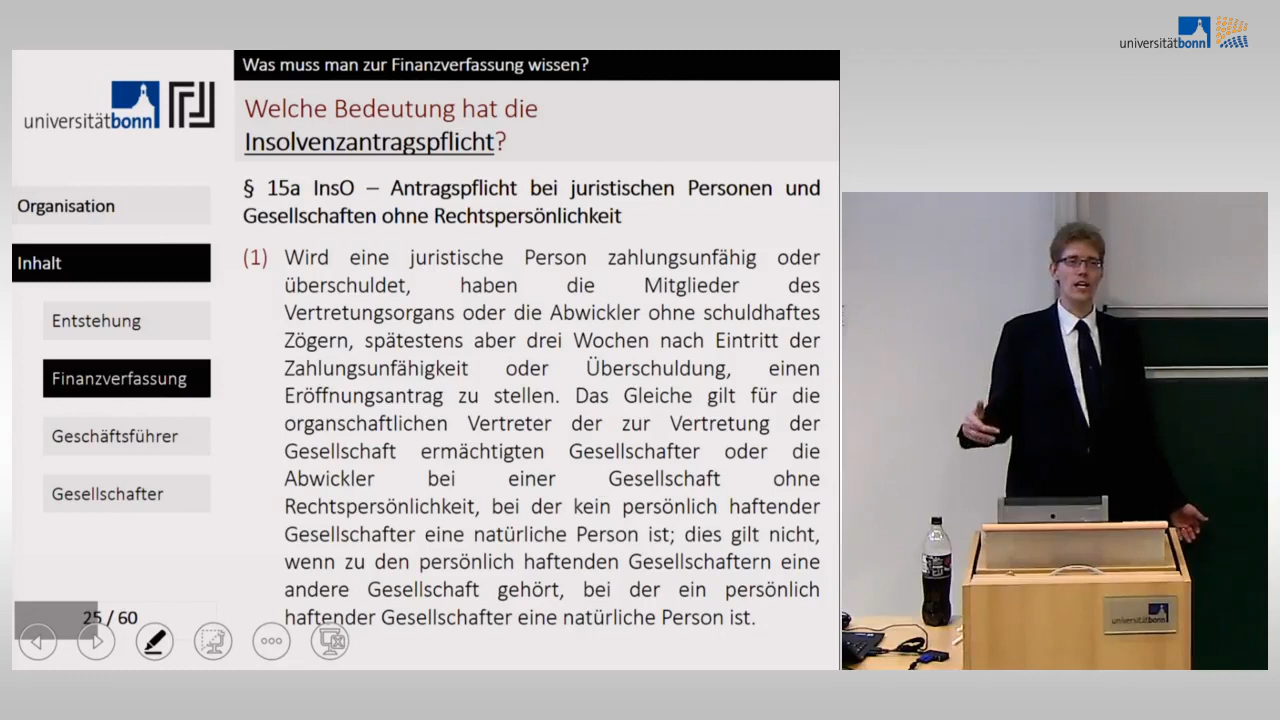 universitätbonn
Was muss man zur Finanzverfassung wissen?
universitätbonn
Welche Bedeutung hat die
Insolvenzantragspflicht?
§ 15a InsO – Antragspflicht bei juristischen Personen und
Gesellschaften ohne Rechtspersönlichkeit
Organisation
Inhalt
Entstehung
Finanzverfassung
Geschäftsführer
Gesellschafter
25 / 60
(1) Wird eine juristische Person zahlungsunfähig oder
überschuldet, haben die Mitglieder des
Vertretungsorgans oder die Abwickler ohne schuldhaftes
Zögern, spätestens aber drei Wochen nach Eintritt der
Zahlungsunfähigkeit oder Überschuldung, einen
Eröffnungsantrag zu stellen. Das Gleiche gilt für die
organschaftlichen Vertreter der zur Vertretung der
Gesellschaft ermächtigten Gesellschafter oder die
Abwickler bei einer Gesellschaft ohne
Rechtspersönlichkeit, bei der kein persönlich haftender
Gesellschafter eine natürliche Person ist; dies gilt nicht,
wenn zu den persönlich haftenden Gesellschaftern eine
andere Gesellschaft gehört, bei der ein persönlich
haftender Gesellschafter eine natürliche Person ist.
universitätbonn